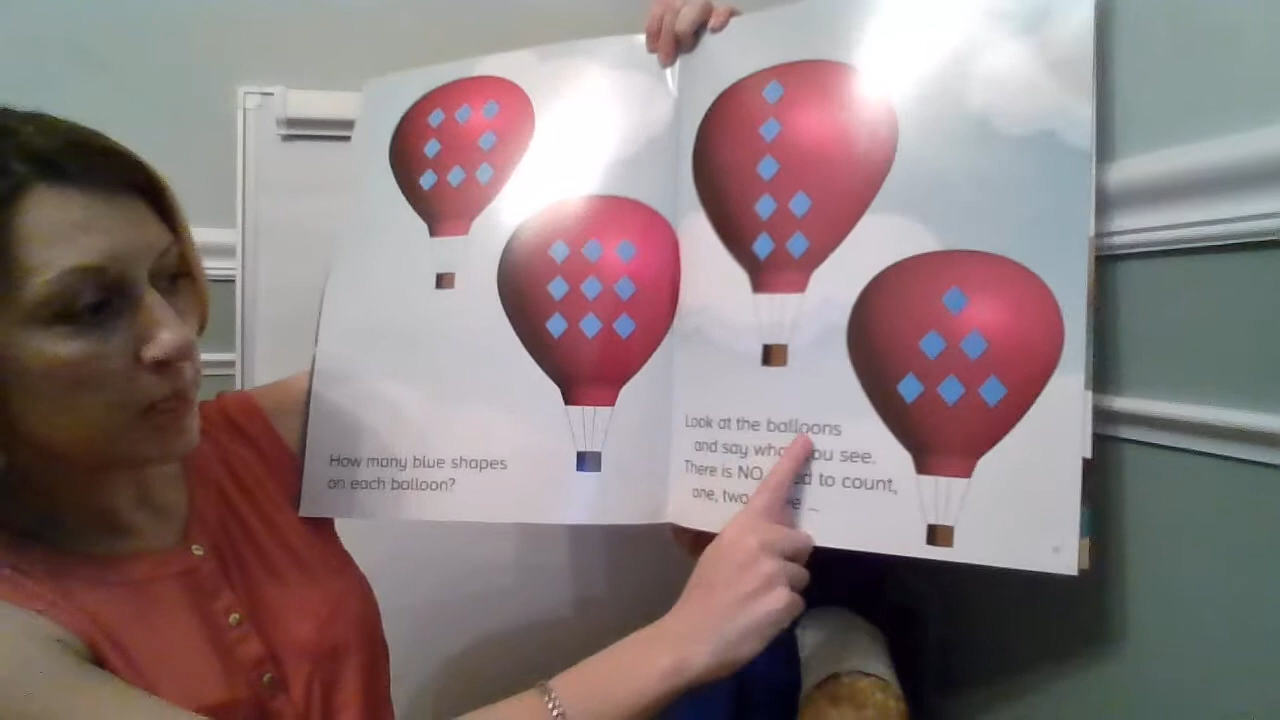 How many blue shapes
on each balloon?
Look at the balloons
and say what you see.
There is NO need to count,
one, two